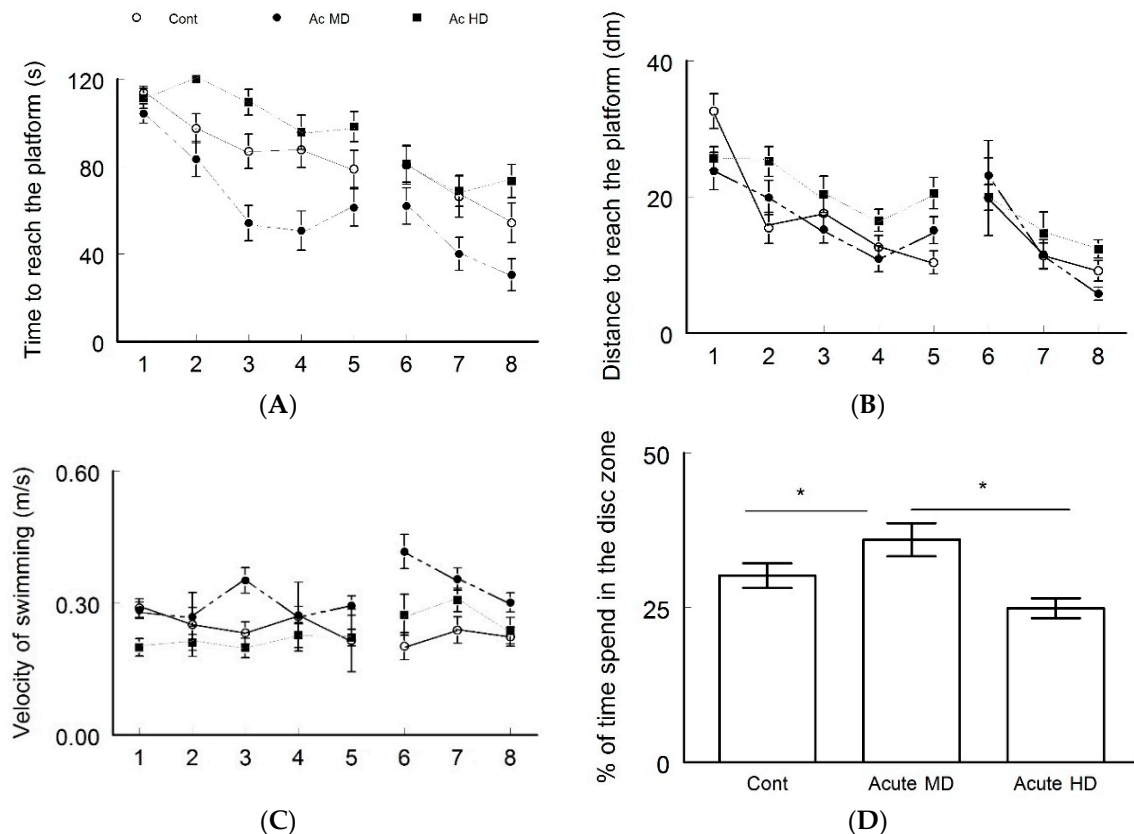 Cont Ac MD Ac HD
Time to reach the platform (s)
120
80
40
0
1 2 3 4 5 6 7 8
(A)
Distance to reach the platform (dm)
40
20
0
1 2 3 4 5 6 7 8
(B)
Velocity of swimming (m/s)
0.60
0.30
0.00
1 2 3 4 5 6 7 8
(C)
% of time spend in the disc zone
50
25
0
* *
Cont Acute MD Acute HD
(D)